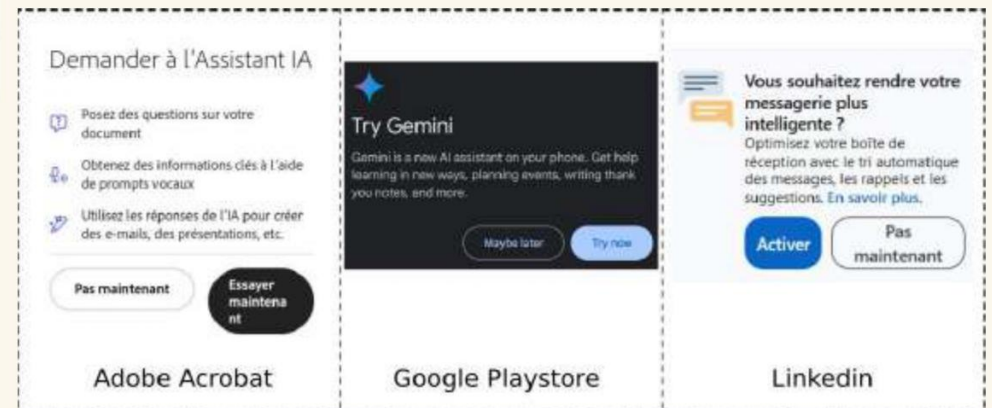 Demander à l'Assistant IA
Posez des questions sur votre
document
Obtenez des informations clés à l'aide
de prompts vocaux
Utilisez les réponses de l'IA pour créer
des e-mails, des présentations, etc.
Pas maintenant
Essayer
maintena
nt
Adobe Acrobat
Try Gemini
Gemini is a new AI assistant on your phone. Get help
learning in new ways, planning events, writing thank
you notes, and more.
Maybe later
Try now
Google Playstore
Vous souhaitez rendre votre
messagerie plus
intelligente ?
Optimisez votre boîte de
réception avec le tri automatique
des messages, les rappels et les
suggestions. En savoir plus.
Activer
Pas
maintenant
Linkedin